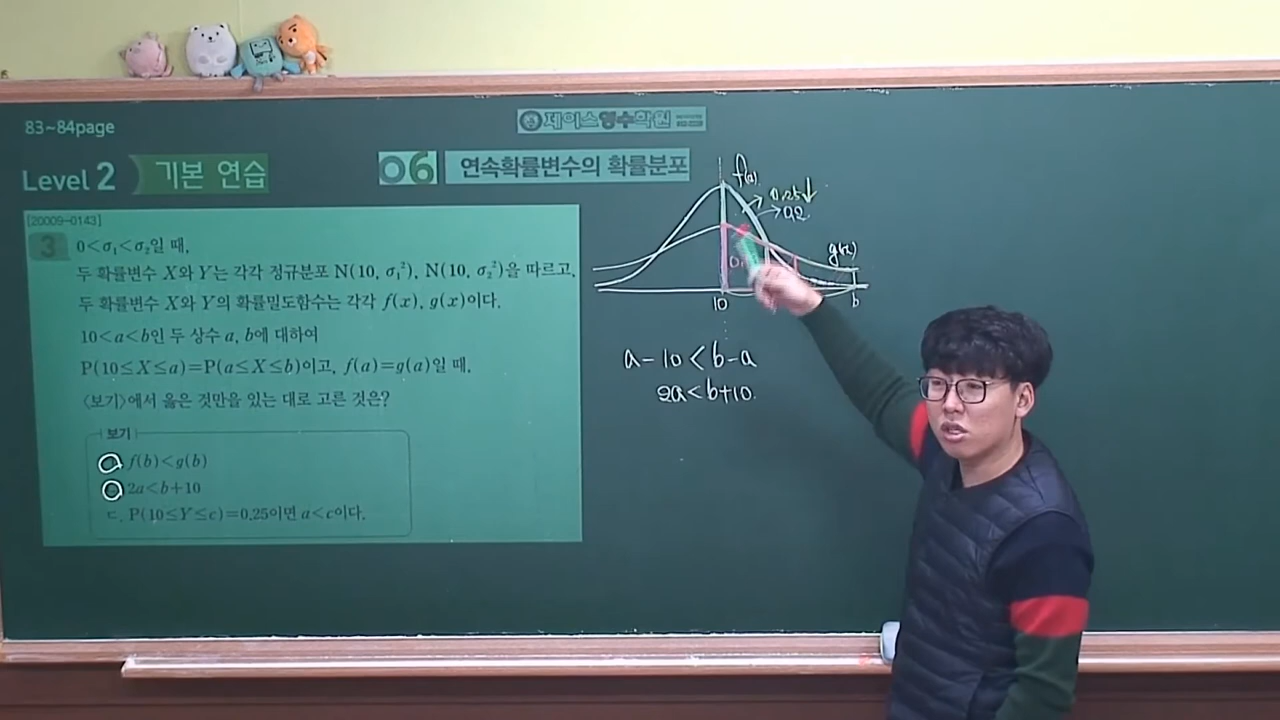 83~84page
제이스영수학원
Level 2 기본 연습
06 연속확률변수의 확률분포
[20009-0143]
3 0<σ₁<σ₂일 때,
두 확률변수 X와 Y는 각각 정규분포 N(10, σ₁²), N(10, σ₂²)을 따르고,
두 확률변수 X와 Y의 확률밀도함수는 각각 f(x), g(x)이다.
10<a<b인 두 상수 a, b에 대하여
P(10≤X≤a)=P(a≤X≤b)이고, f(a)=g(a)일 때,
〈보기〉에서 옳은 것만을 있는 대로 고른 것은?
보기
f(b)<g(b)
2a<b+10
ㄷ. P(10≤Y≤c)=0.25이면 a<c이다.
f(x)
0.25↓
0.2
g(x)
10
b
a-10<b-a
2a<b+10.